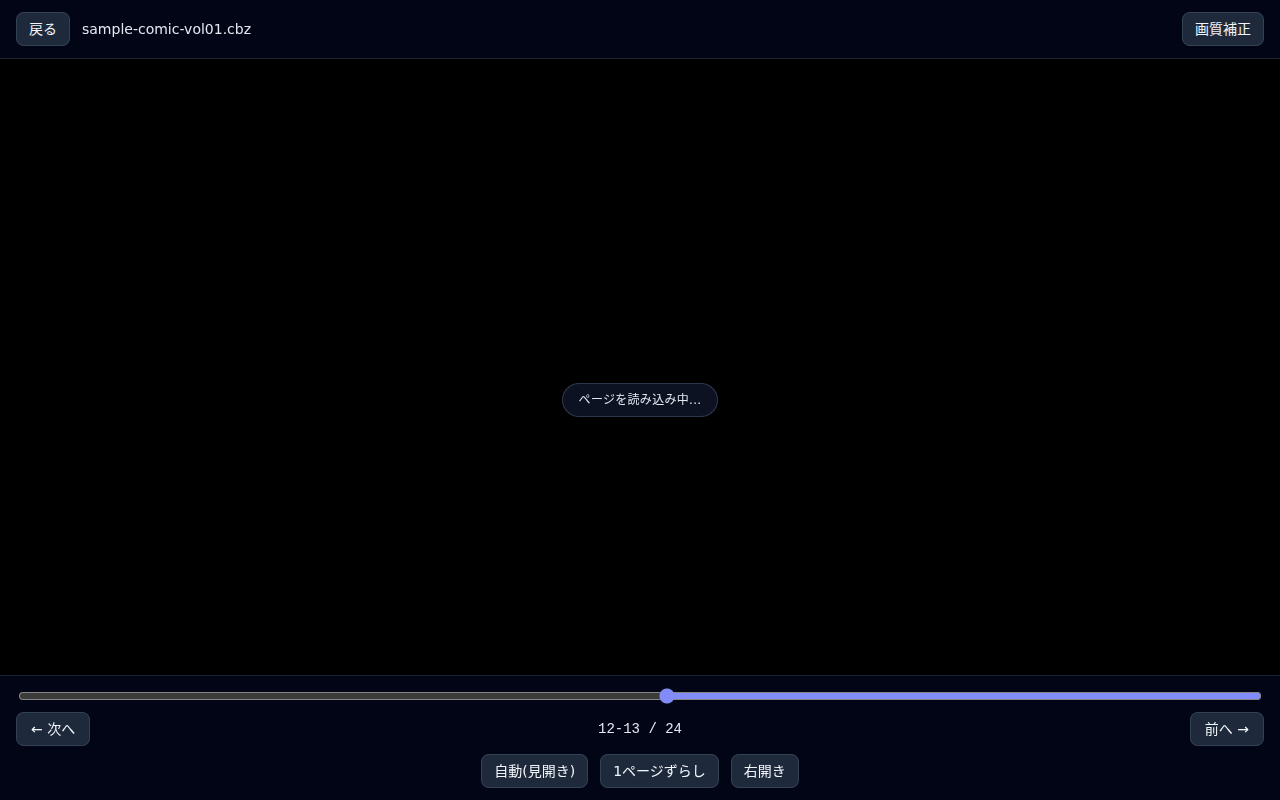 戻る
sample-comic-vol01.cbz
画質補正
ページを読み込み中…
← 次へ
12-13 / 24
前へ →
自動(見開き)
1ページずらし
右開き